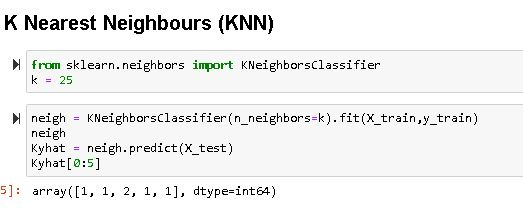 K Nearest Neighbours (KNN)
from sklearn.neighbors import KNeighborsClassifier
k = 25
neigh = KNeighborsClassifier(n_neighbors=k).fit(X_train,y_train)
neigh
Kyhat = neigh.predict(X_test)
Kyhat[0:5]
5]: array([1, 1, 2, 1, 1], dtype=int64)